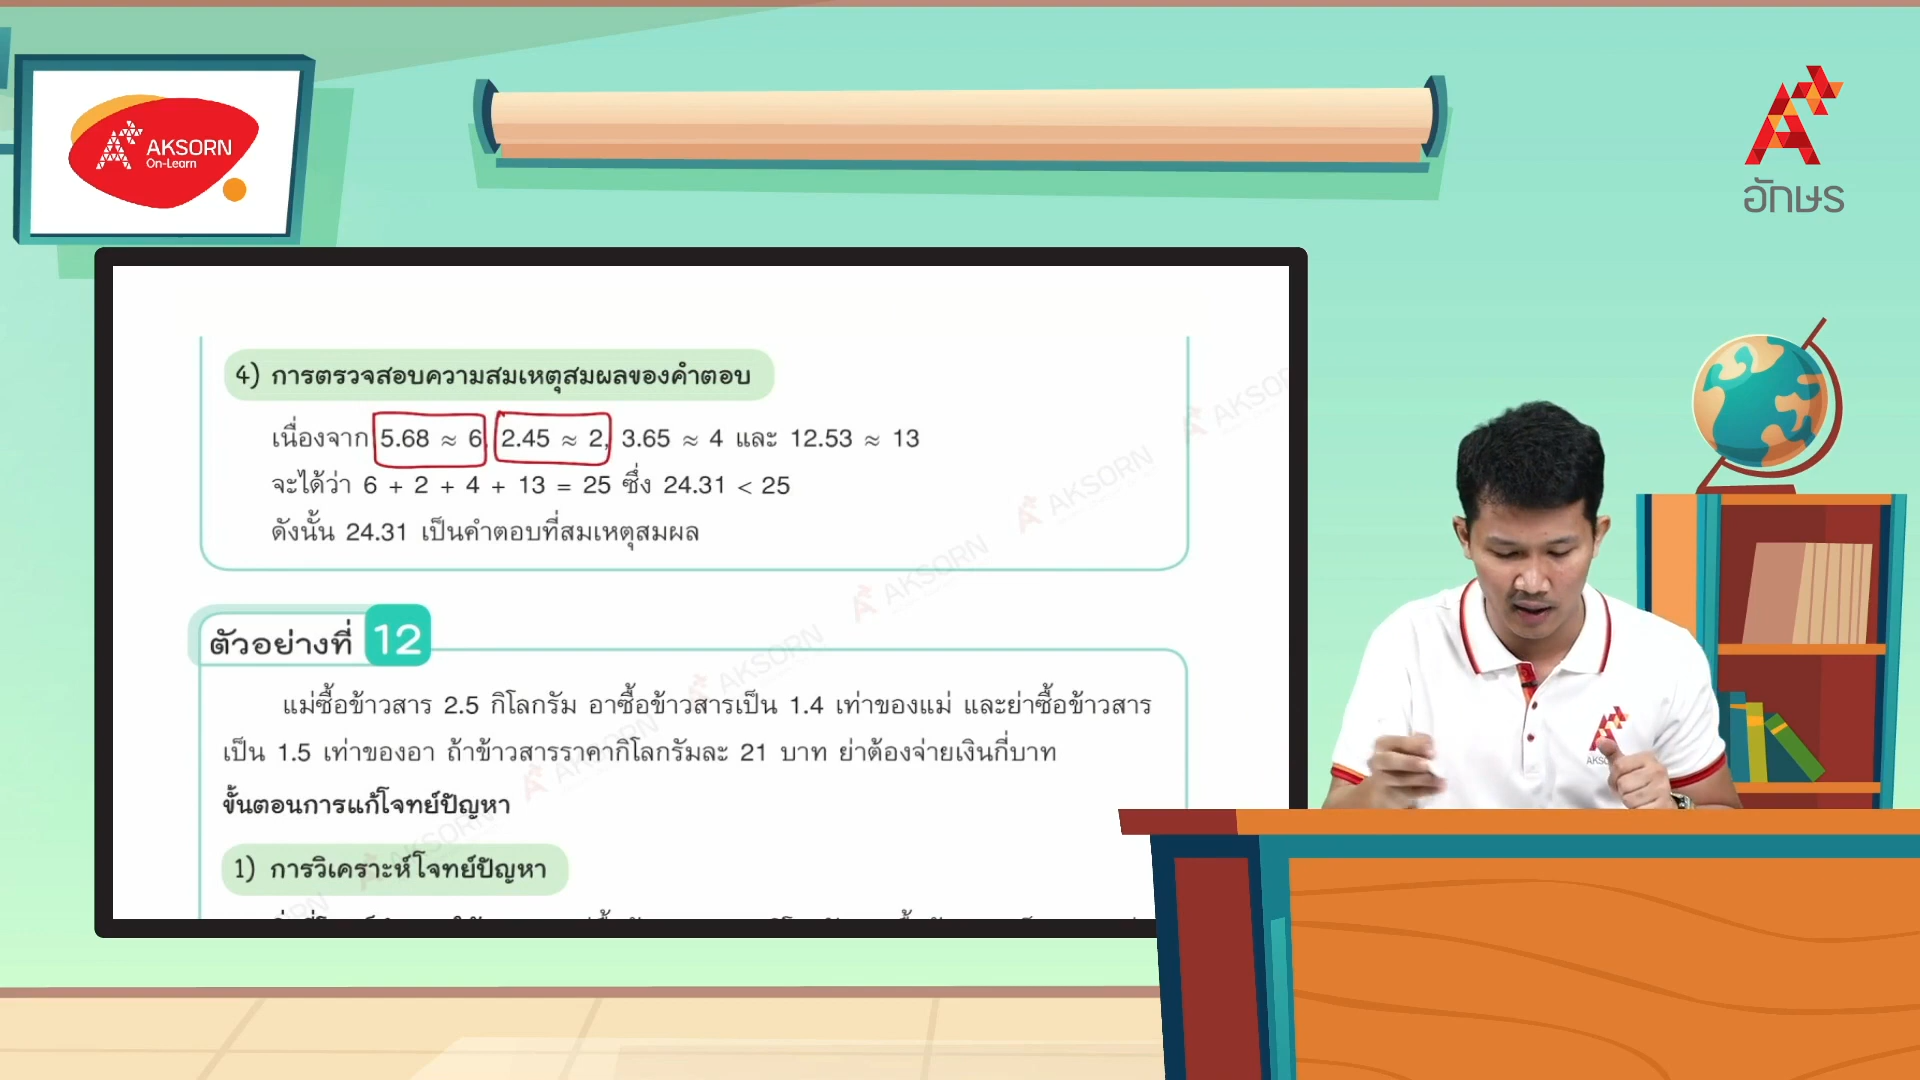 AKSORN
On-Learn
อักษร
4) การตรวจสอบความสมเหตุสมผลของคำตอบ
เนื่องจาก 5.68 ≈ 6, 2.45 ≈ 2, 3.65 ≈ 4 และ 12.53 ≈ 13
จะได้ว่า 6 + 2 + 4 + 13 = 25 ซึ่ง 24.31 < 25
ดังนั้น 24.31 เป็นคำตอบที่สมเหตุสมผล
ตัวอย่างที่ 12
แม่ซื้อข้าวสาร 2.5 กิโลกรัม อาซื้อข้าวสารเป็น 1.4 เท่าของแม่ และย่าซื้อข้าวสาร
เป็น 1.5 เท่าของอา ถ้าข้าวสารราคากิโลกรัมละ 21 บาท ย่าต้องจ่ายเงินกี่บาท
ขั้นตอนการแก้โจทย์ปัญหา
1) การวิเคราะห์โจทย์ปัญหา